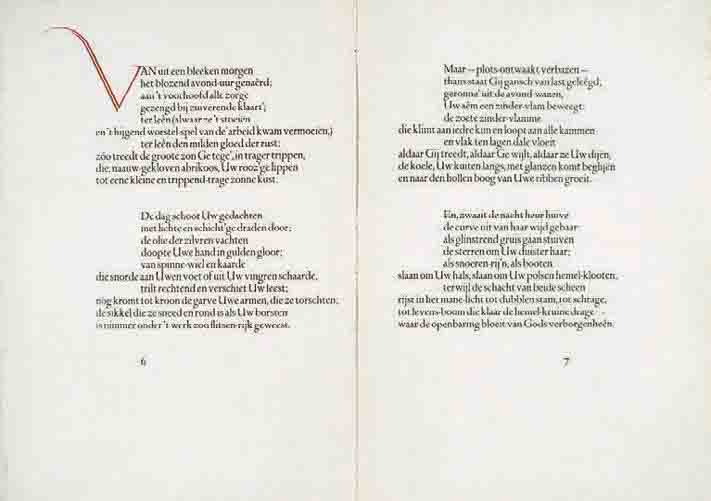 VAN uit een bleeken morgen
het blozend avond-uur genaêrd;
aan 't voorhoofd alle zorge
gezengd bij zuiverende klaart';
ter leên (alwaar ze 't stoeien
en 't hijgend worstel-spel van de' arbeid kwam vermoeien,)
ter leên den milden gloed der rust:
zóo treedt de groote zon Ge tege', in trager trippen,
die, naauw-gekloven abrikoos, Uw rooz'ge lippen
tot eene kleine en trippend-trage zonne kust.
De dag schoot Uw gedachten
met lichte en schicht'ge draden door;
de olie der zilvren vachten
doopte Uwe hand in gulden gloor;
van spinne-wiel en kaarde
die snorde aan Uwen voet of uit Uw vingren schaarde,
trilt rechtend en verschiet Uw leest;
nòg kromt tot kroon de garve Uwe armen, die ze torschten;
de sikkel die ze sneed en rond is als Uw borsten
is nimmer onder 't werk zoo flitsen-rijk geweest.
6
Maar — plots-ontwaakt verbazen —
thans staat Gij gansch van last geleêgd;
geronne' uit de avond-wazen,
Uw aêm een zinder-vlam beweegt:
de zoete zinder-vlamme
die klimt aan iedre kim en loopt aan alle kammen
en vlak ten lagen dale vloeit
aldaar Gij treedt, aldaar Ge wijlt, aldaar ze Uw dijen,
de koele, Uw kuiten langs, met glanzen komt beglijên
en naar den hollen boog van Uwe ribben groeit.
En, zwaait de nacht heur huive
de curve uit van haar wijd gebaar:
als glinstrend gruis gaan stuiven
de sterren om Uw duister haar;
als snoeren rij'n, als booten
slaan om Uw hals, slaan om Uw polsen hemel-klooten,
terwijl de schacht van beide scheen
rijst in het mane-licht tot dubblen stam, tot schrage,
tot levens-boom die klaar de hemel-kruine drage
waar de openbaring bloeit van Gods verborgenheên.
7